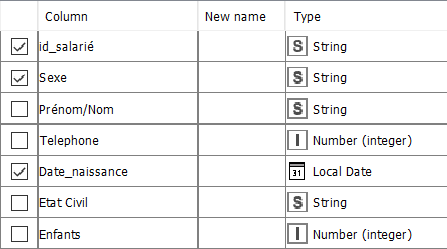 Column New name Type
id_salarié S String
Sexe S String
Prénom/Nom S String
Telephone I Number (integer)
Date_naissance 31 Local Date
Etat Civil S String
Enfants I Number (integer)